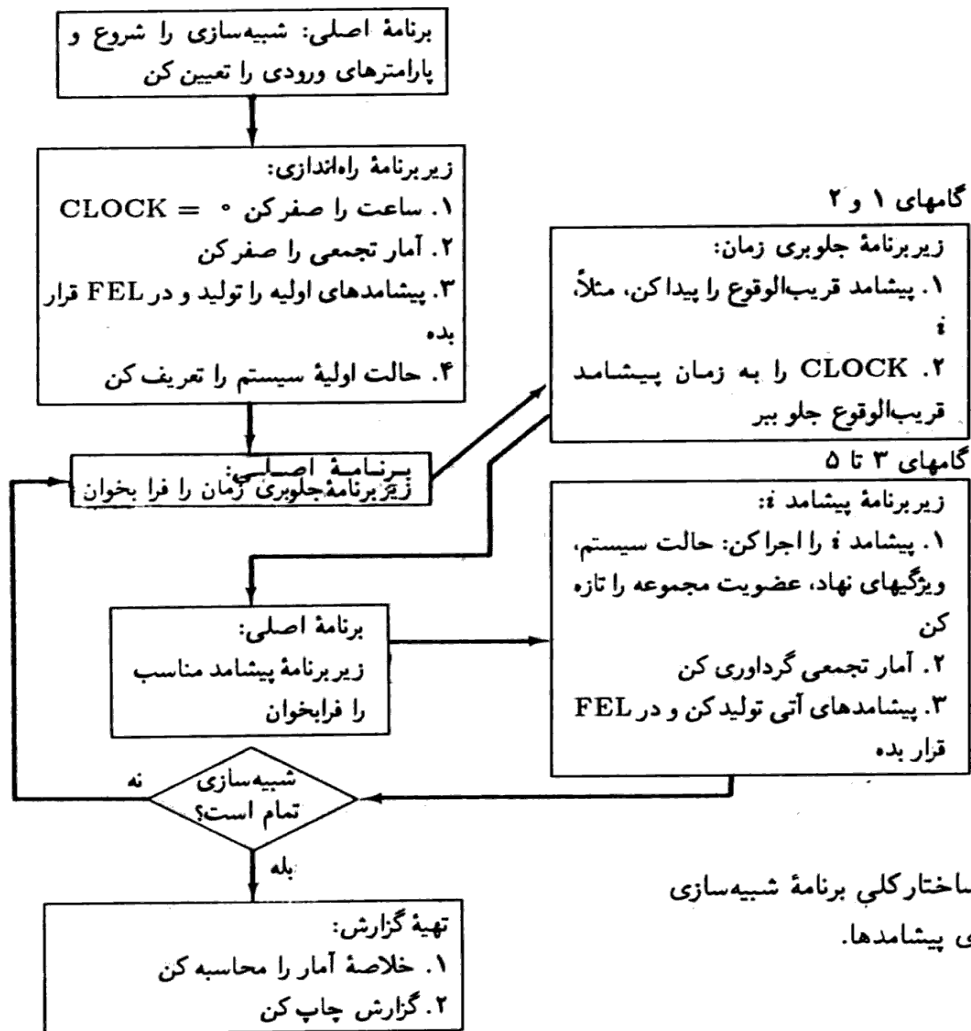 برنامهٔ اصلی: شبیه‌سازی را شروع و
پارامترهای ورودی را تعیین کن
زیربرنامهٔ راه‌اندازی:
۱. ساعت را صفر کن ۰ = CLOCK
۲. آمار تجمعی را صفر کن
۳. پیشامدهای اولیه را تولید و در FEL قرار
بده
۴. حالت اولیهٔ سیستم را تعریف کن
گامهای ۱ و ۲
زیربرنامهٔ جلوبری زمان:
۱. پیشامد قریب‌الوقوع را پیدا کن، مثلاً،
i
۲. CLOCK را به زمان پیشامد
قریب‌الوقوع جلو ببر
برنامهٔ اصلی:
زیربرنامهٔ جلوبری زمان را فرا بخوان
گامهای ۳ تا ۵
زیربرنامهٔ پیشامد i:
۱. پیشامد i را اجرا کن: حالت سیستم،
ویژگیهای نهاد، عضویت مجموعه را تازه
کن
۲. آمار تجمعی گرداوری کن
۳. پیشامدهای آتی تولید کن و در FEL
قرار بده
برنامهٔ اصلی:
زیربرنامهٔ پیشامد مناسب
را فرابخوان
شبیه‌سازی
تمام است؟
نه
بله
تهیهٔ گزارش:
۱. خلاصهٔ آمار را محاسبه کن
۲. گزارش چاپ کن
ساختار کلی برنامهٔ شبیه‌سازی
ی پیشامدها.